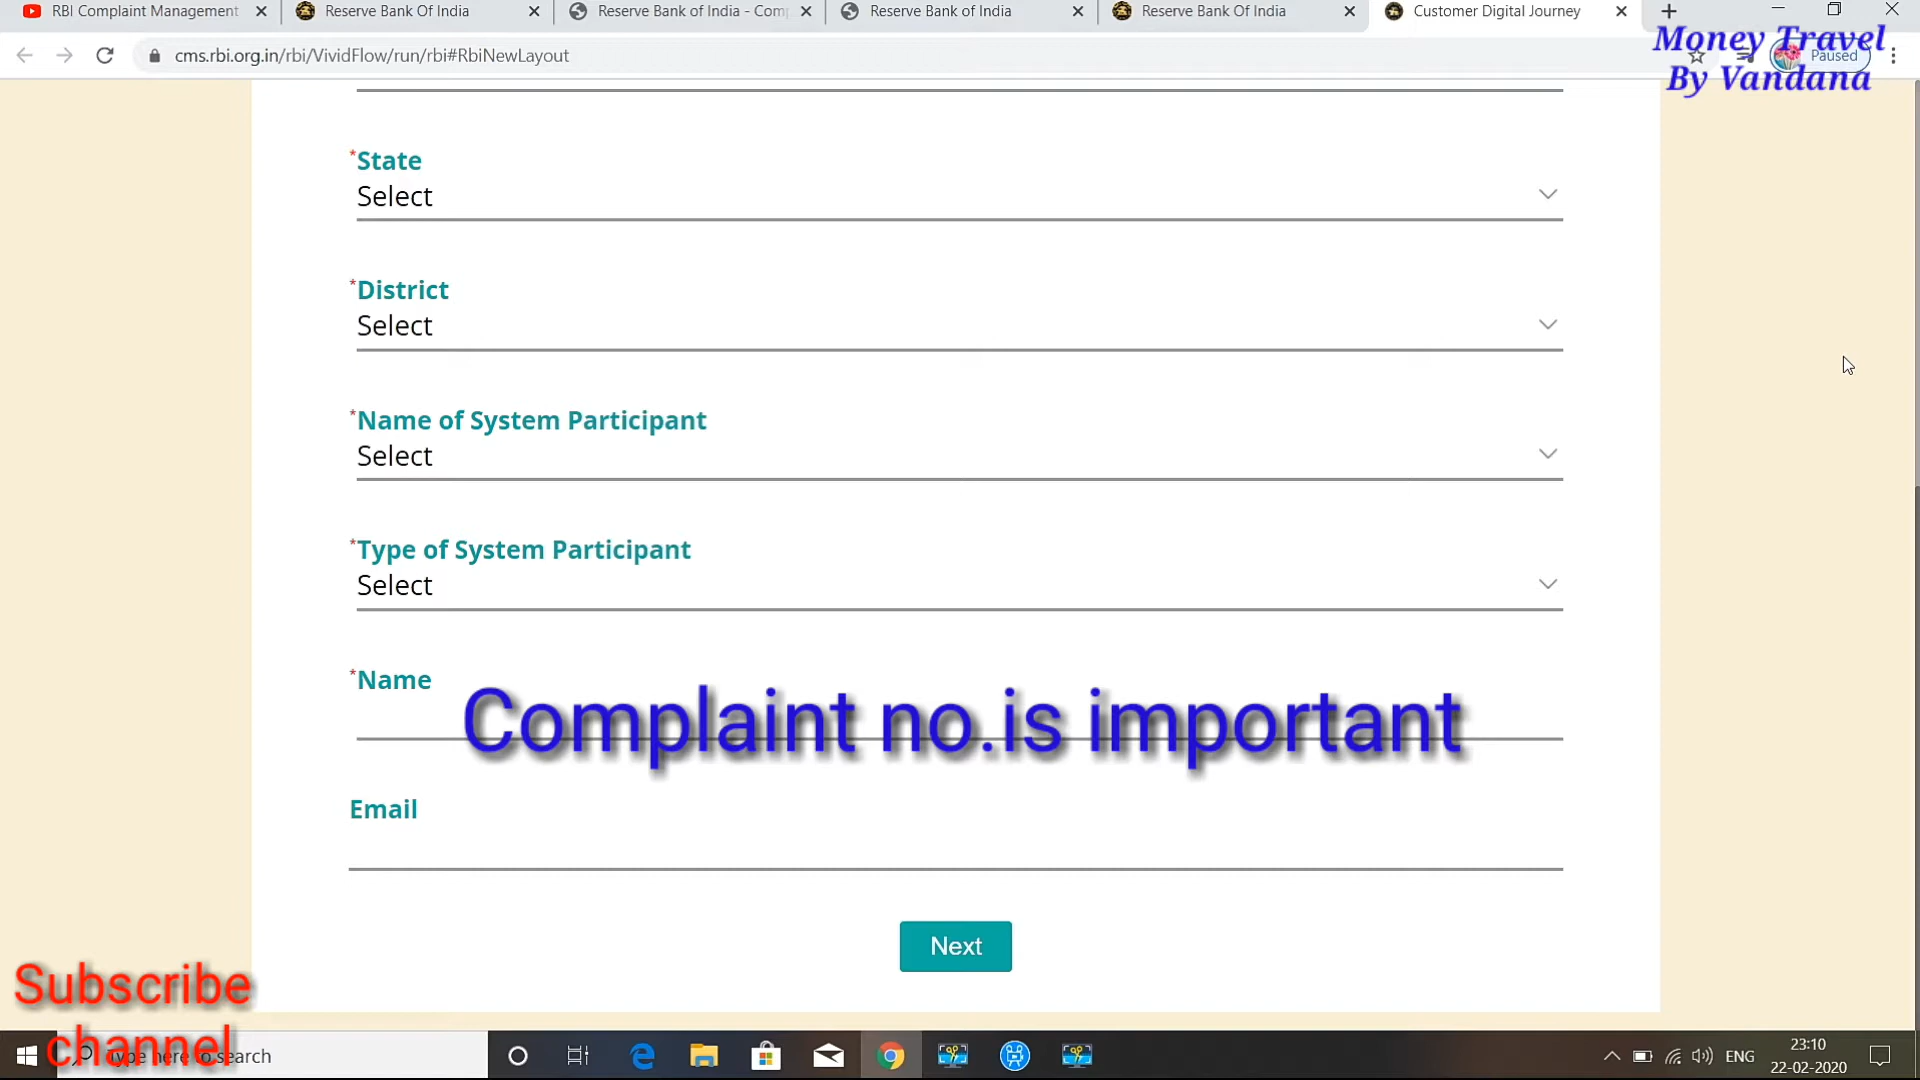 RBI Complaint Management
Reserve Bank Of India
Reserve Bank of India - Com
Reserve Bank of India
Reserve Bank Of India
Customer Digital Journey
cms.rbi.org.in/rbi/VividFlow/run/rbi#RbiNewLayout
Paused
Money Travel
By Vandana
*State
Select
*District
Select
*Name of System Participant
Select
*Type of System Participant
Select
*Name
Complaint no.is important
Email
Next
Subscribe
channel
Type here to search
ENG
23:10
22-02-2020